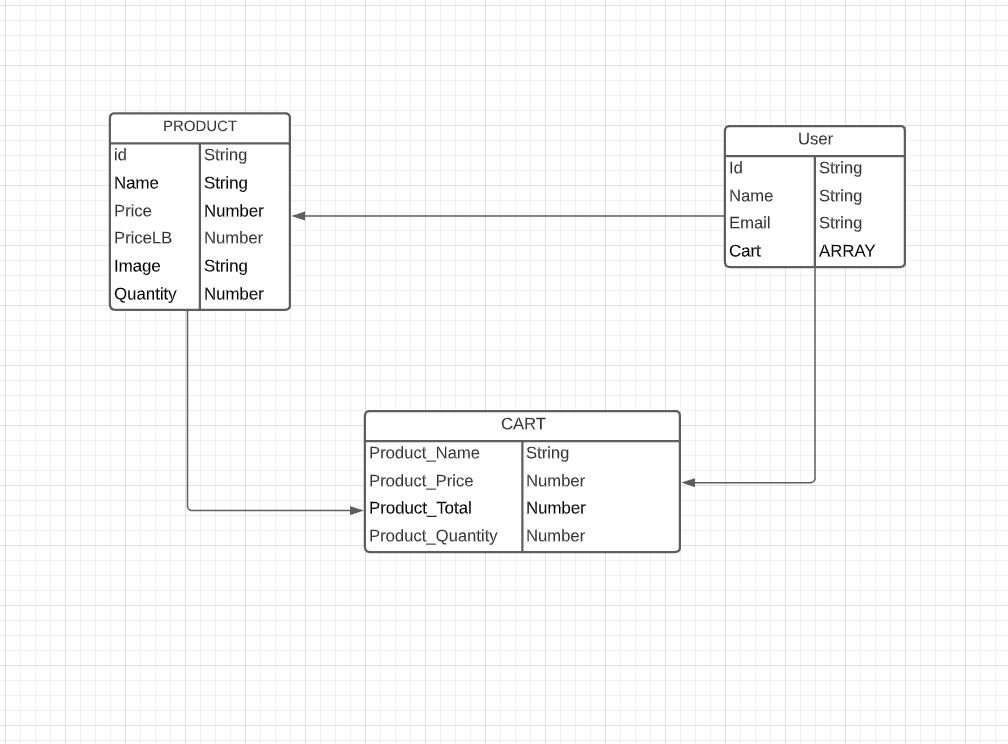 PRODUCT
id String
Name String
Price Number
PriceLB Number
Image String
Quantity Number
User
Id String
Name String
Email String
Cart ARRAY
CART
Product_Name String
Product_Price Number
Product_Total Number
Product_Quantity Number